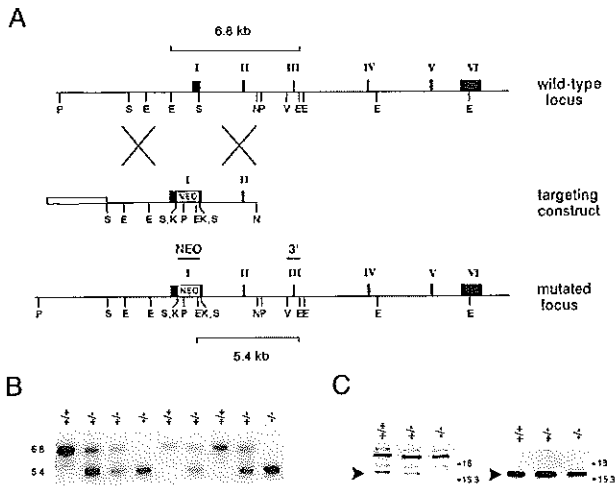 A
6.8 kb
I II III IV V VI
P S E E S NP V EE E E
wild-type
locus
I II
NEO
S E E S,K P EK,S N
targeting
construct
NEO 3'
I II III IV V VI
NEO
P S E E S,K P EK,S NP V EE E E
mutated
locus
5.4 kb
B
+/+ +/- +/- -/- +/+ +/- +/+ +/- -/-
6.8
5.4
C
+/+ +/- -/- +/+ +/- -/-
18
15.3
18
15.3